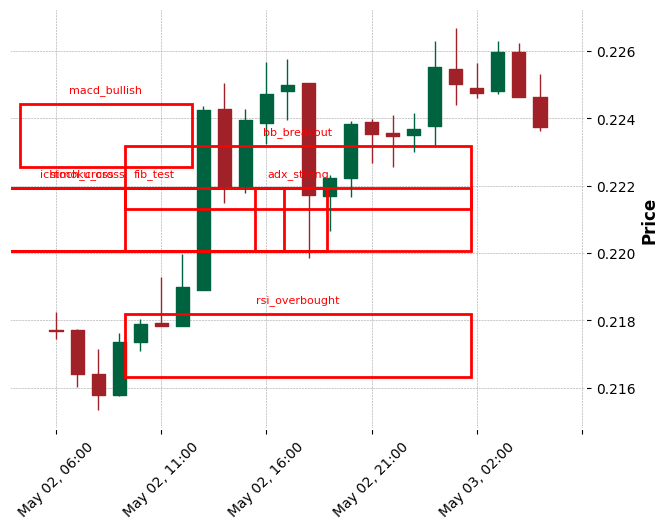 0.226
macd_bullish
0.224
bb_breakout
0.222
fib_test
adx_strong
Price
0.220
rsi_overbought
0.218
0.216
May 02, 06:00
May 02, 11:00
May 02, 16:00
May 02, 21:00
May 03, 02:00